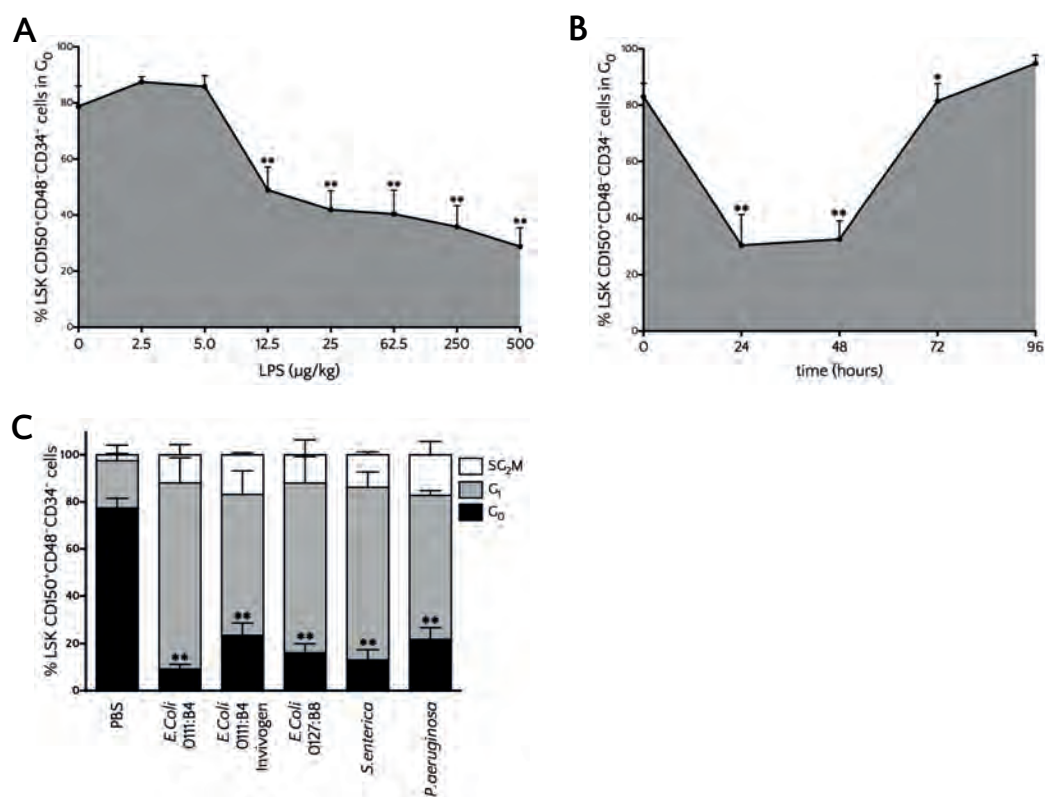 A
% LSK CD150⁺CD48⁻CD34⁻ cells in G₀
100
80
60
40
20
0
** ** ** ** **
0 2.5 5.0 12.5 25 62.5 250 500
LPS (µg/kg)
B
% LSK CD150⁺CD48⁻CD34⁻ cells in G₀
100
80
60
40
20
0
** ** *
0 24 48 72 96
time (hours)
C
% LSK CD150⁺CD48⁻CD34⁻ cells
100
80
60
40
20
0
** ** ** ** **
SG₂M
G₁
G₀
PBS
E.Coli
0111:B4
E.Coli
0111:B4
Invivogen
E.Coli
0127:B8
S.enterica
P.aeruginosa